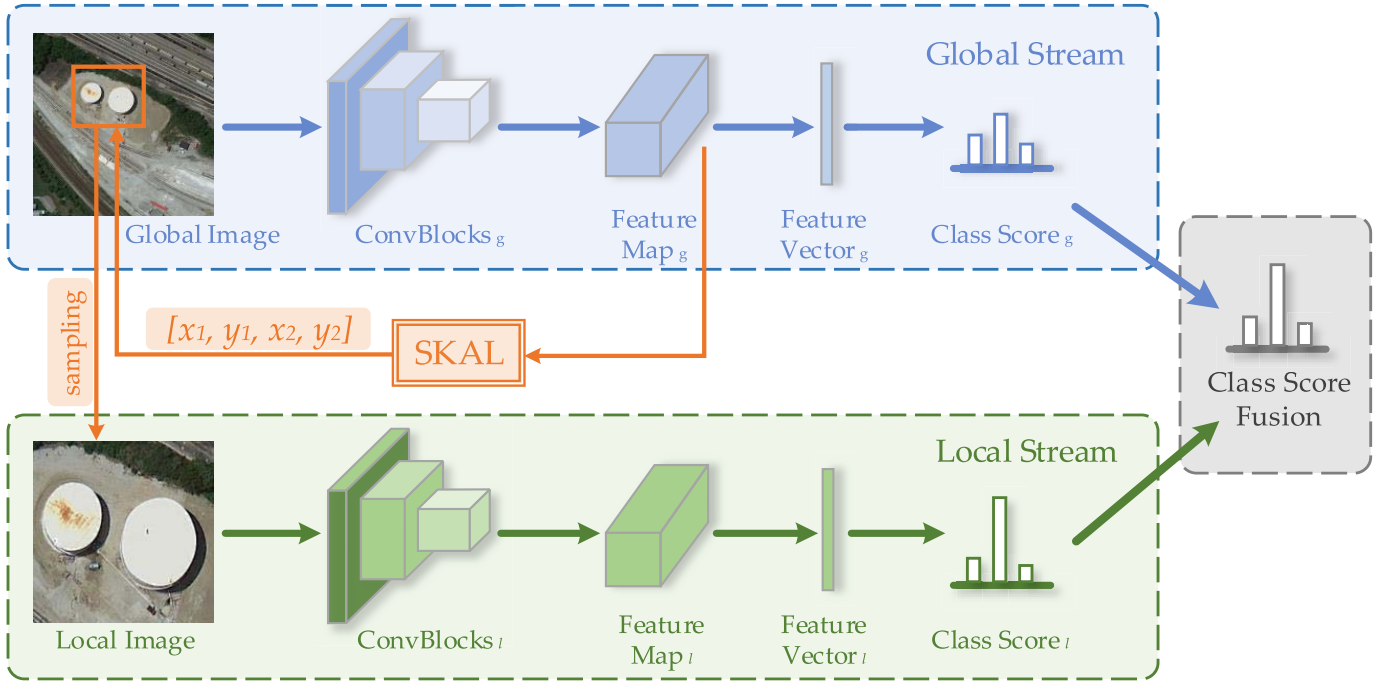 Global Stream
Global Image
ConvBlocks g
Feature
Map g
Feature
Vector g
Class Score g
sampling
[x1, y1, x2, y2]
SKAL
Class Score
Fusion
Local Stream
Local Image
ConvBlocks l
Feature
Map l
Feature
Vector l
Class Score l